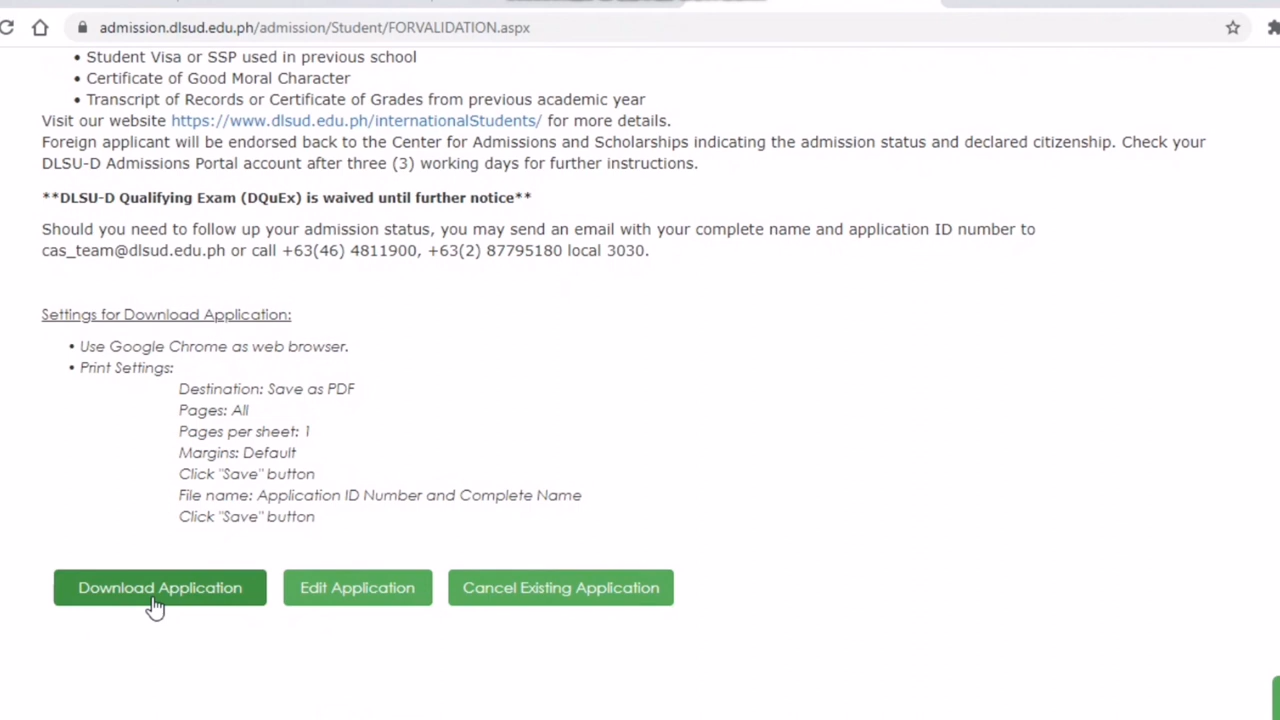 admission.dlsud.edu.ph/admission/Student/FORVALIDATION.aspx
• Student Visa or SSP used in previous school
• Certificate of Good Moral Character
• Transcript of Records or Certificate of Grades from previous academic year
Visit our website https://www.dlsud.edu.ph/internationalStudents/ for more details.
Foreign applicant will be endorsed back to the Center for Admissions and Scholarships indicating the admission status and declared citizenship. Check your
DLSU-D Admissions Portal account after three (3) working days for further instructions.
**DLSU-D Qualifying Exam (DQuEx) is waived until further notice**
Should you need to follow up your admission status, you may send an email with your complete name and application ID number to
cas_team@dlsud.edu.ph or call +63(46) 4811900, +63(2) 87795180 local 3030.
Settings for Download Application:
• Use Google Chrome as web browser.
• Print Settings:
Destination: Save as PDF
Pages: All
Pages per sheet: 1
Margins: Default
Click "Save" button
File name: Application ID Number and Complete Name
Click "Save" button
Download Application Edit Application Cancel Existing Application